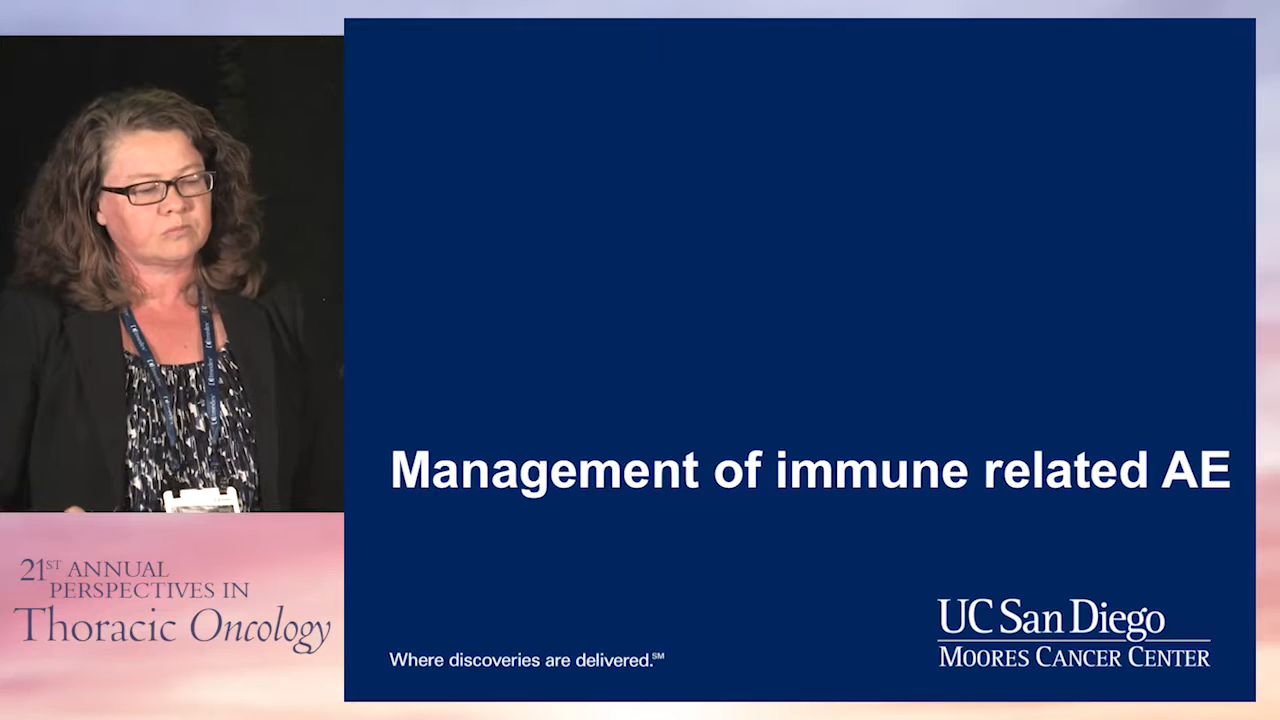 Management of immune related AE
Where discoveries are delivered.℠
UC San Diego
MOORES CANCER CENTER
21ST ANNUAL
PERSPECTIVES IN
Thoracic Oncology